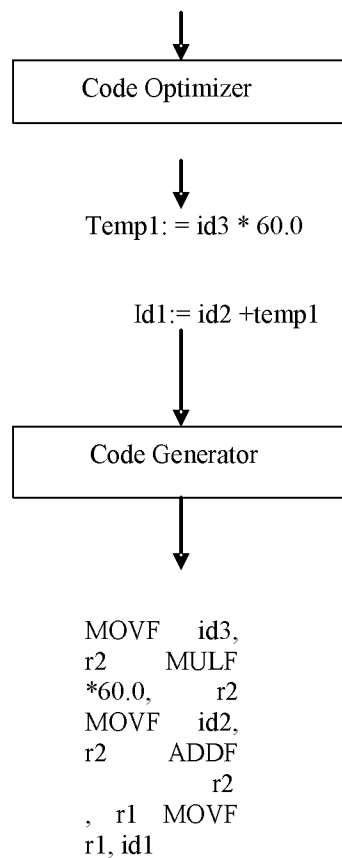 Code Optimizer
Temp1: = id3 * 60.0
Id1:= id2 +temp1
Code Generator
MOVF id3,
r2 MULF
*60.0, r2
MOVF id2,
r2 ADDF
r2
, r1 MOVF
r1, id1